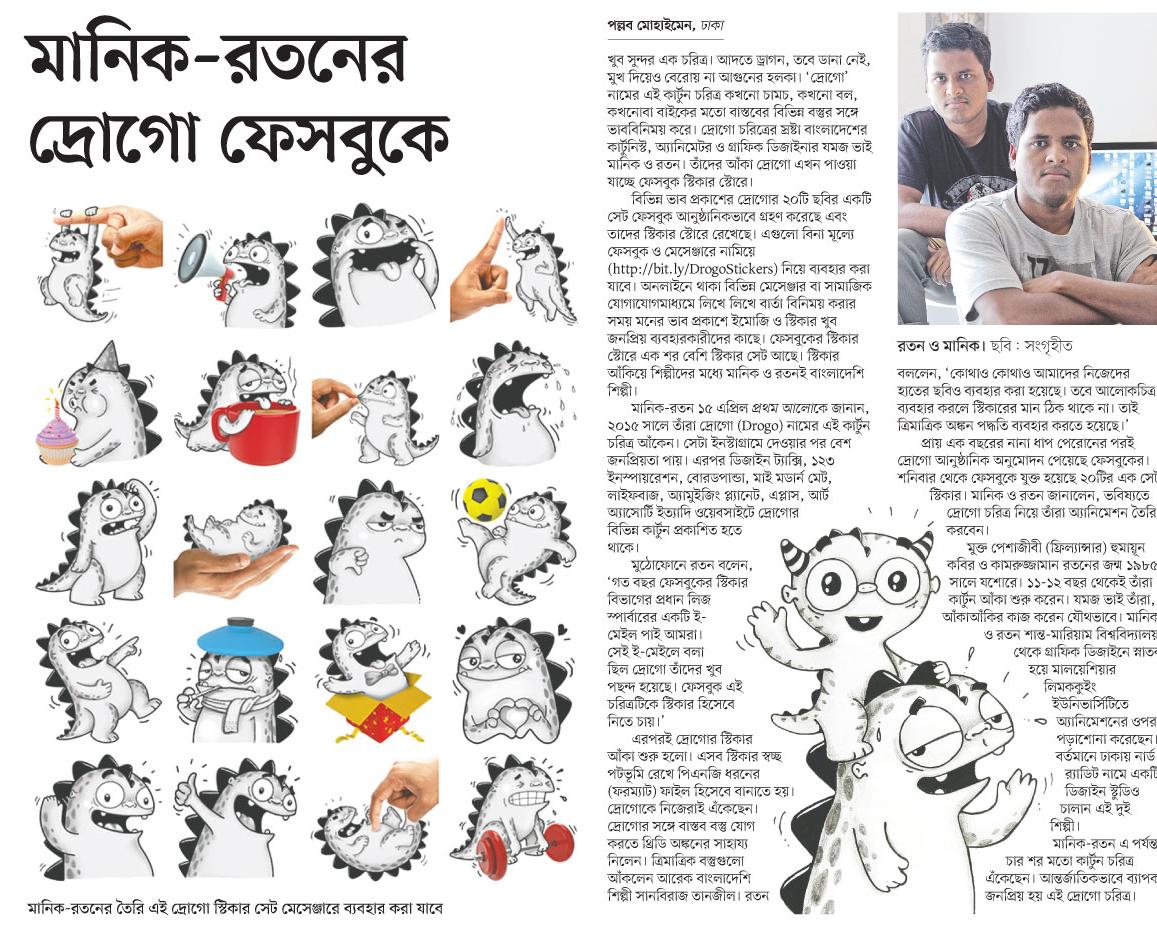 মানিক-রতনের
দ্রোগো ফেসবুকে
মানিক-রতনের তৈরি এই দ্রোগো স্টিকার সেট মেসেঞ্জারে ব্যবহার করা যাবে
পল্লব মোহাইমেন, ঢাকা
খুব সুন্দর এক চরিত্র। আদতে ড্রাগন, তবে ডানা নেই,
মুখ দিয়েও বেরোয় না আগুনের হলকা। ‘দ্রোগো’
নামের এই কার্টুন চরিত্র কখনো চামচ, কখনো বল,
কখনোবা বাইকের মতো বাস্তবের বিভিন্ন বস্তুর সঙ্গে
ভাববিনিময় করে। দ্রোগো চরিত্রের স্রষ্টা বাংলাদেশের
কার্টুনিস্ট, অ্যানিমেটর ও গ্রাফিক ডিজাইনার যমজ ভাই
মানিক ও রতন। তাঁদের আঁকা দ্রোগো এখন পাওয়া
যাচ্ছে ফেসবুক স্টিকার স্টোরে।
বিভিন্ন ভাব প্রকাশের দ্রোগোর ২০টি ছবির একটি
সেট ফেসবুক আনুষ্ঠানিকভাবে গ্রহণ করেছে এবং
তাদের স্টিকার স্টোরে রেখেছে। এগুলো বিনা মূল্যে
ফেসবুক ও মেসেঞ্জারে নামিয়ে
(http://bit.ly/DrogoStickers) নিয়ে ব্যবহার করা
যাবে। অনলাইনে থাকা বিভিন্ন মেসেঞ্জার বা সামাজিক
যোগাযোগমাধ্যমে লিখে লিখে বার্তা বিনিময় করার
সময় মনের ভাব প্রকাশে ইমোজি ও স্টিকার খুব
জনপ্রিয় ব্যবহারকারীদের কাছে। ফেসবুকের স্টিকার
স্টোরে এক শর বেশি স্টিকার সেট আছে। স্টিকার
আঁকিয়ে শিল্পীদের মধ্যে মানিক ও রতনই বাংলাদেশি
শিল্পী।
মানিক-রতন ১৫ এপ্রিল প্রথম আলোকে জানান,
২০১৫ সালে তাঁরা দ্রোগো (Drogo) নামের এই কার্টুন
চরিত্র আঁকেন। সেটা ইনস্টাগ্রামে দেওয়ার পর বেশ
জনপ্রিয়তা পায়। এরপর ডিজাইন ট্যাক্সি, ১২৩
ইনস্পায়রেশন, বোরডপান্ডা, মাই মডার্ন মেট,
লাইফবাজ, অ্যামুইজিং প্ল্যানেট, এপ্লাস, আর্ট
অ্যাসোর্টি ইত্যাদি ওয়েবসাইটে দ্রোগোর
বিভিন্ন কার্টুন প্রকাশিত হতে
থাকে।
মুঠোফোনে রতন বলেন,
‘গত বছর ফেসবুকের স্টিকার
বিভাগের প্রধান লিজ
স্পার্বারের একটি ই-
মেইল পাই আমরা।
সেই ই-মেইলে বলা
ছিল দ্রোগো তাঁদের খুব
পছন্দ হয়েছে। ফেসবুক এই
চরিত্রটিকে স্টিকার হিসেবে
নিতে চায়।’
এরপরই দ্রোগোর স্টিকার
আঁকা শুরু হলো। এসব স্টিকার স্বচ্ছ
পটভূমি রেখে পিএনজি ধরনের
(ফরম্যাট) ফাইল হিসেবে বানাতে হয়।
দ্রোগোকে নিজেরাই এঁকেছেন।
দ্রোগোর সঙ্গে বাস্তব বস্তু যোগ
করতে থ্রিডি অঙ্কনের সাহায্য
নিলেন। ত্রিমাত্রিক বস্তুগুলো
আঁকলেন আরেক বাংলাদেশি
শিল্পী সানবিরাজ তানজীল। রতন
রতন ও মানিক। ছবি : সংগৃহীত
বললেন, ‘কোথাও কোথাও আমাদের নিজেদের
হাতের ছবিও ব্যবহার করা হয়েছে। তবে আলোকচিত্র
ব্যবহার করলে স্টিকারের মান ঠিক থাকে না। তাই
ত্রিমাত্রিক অঙ্কন পদ্ধতি ব্যবহার করতে হয়েছে।’
প্রায় এক বছরের নানা ধাপ পেরোনের পরই
দ্রোগো আনুষ্ঠানিক অনুমোদন পেয়েছে ফেসবুকের।
শনিবার থেকে ফেসবুকে যুক্ত হয়েছে ২০টির এক সেট
স্টিকার। মানিক ও রতন জানালেন, ভবিষ্যতে
দ্রোগো চরিত্র নিয়ে তাঁরা অ্যানিমেশন তৈরি
করবেন।
মুক্ত পেশাজীবী (ফ্রিল্যান্সার) হুমায়ূন
কবির ও কামরুজ্জামান রতনের জন্ম ১৯৮৫
সালে যশোরে। ১১-১২ বছর থেকেই তাঁরা
কার্টুন আঁকা শুরু করেন। যমজ ভাই তাঁরা,
আঁকাআঁকির কাজ করেন যৌথভাবে। মানিক
ও রতন শান্ত-মারিয়াম বিশ্ববিদ্যালয়
থেকে গ্রাফিক ডিজাইনে স্নাতক
হয়ে মালয়েশিয়ার
লিমককুইং
ইউনিভার্সিটিতে
অ্যানিমেশনের ওপর
পড়াশোনা করেছেন।
বর্তমানে ঢাকায় নার্ড
র‍্যাডিট নামে একটি
ডিজাইন স্টুডিও
চালান এই দুই
শিল্পী।
মানিক-রতন এ পর্যন্ত
চার শর মতো কার্টুন চরিত্র
এঁকেছেন। আন্তর্জাতিকভাবে ব্যাপক
জনপ্রিয় হয় এই দ্রোগো চরিত্র।